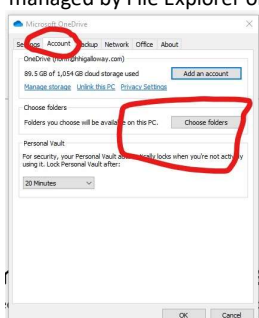 managed by File Explorer o
Microsoft OneDrive
Settings Account Backup Network Office About
OneDrive
89.5 GB of 1,054 GB cloud storage used
Add an account
Manage storage Unlink this PC Privacy Settings
Choose folders
Folders you choose will be available on this PC.
Choose folders
Personal Vault
For security, your Personal Vault automatically locks when you're not actively
using it. Lock Personal Vault after:
20 Minutes
OK Cancel